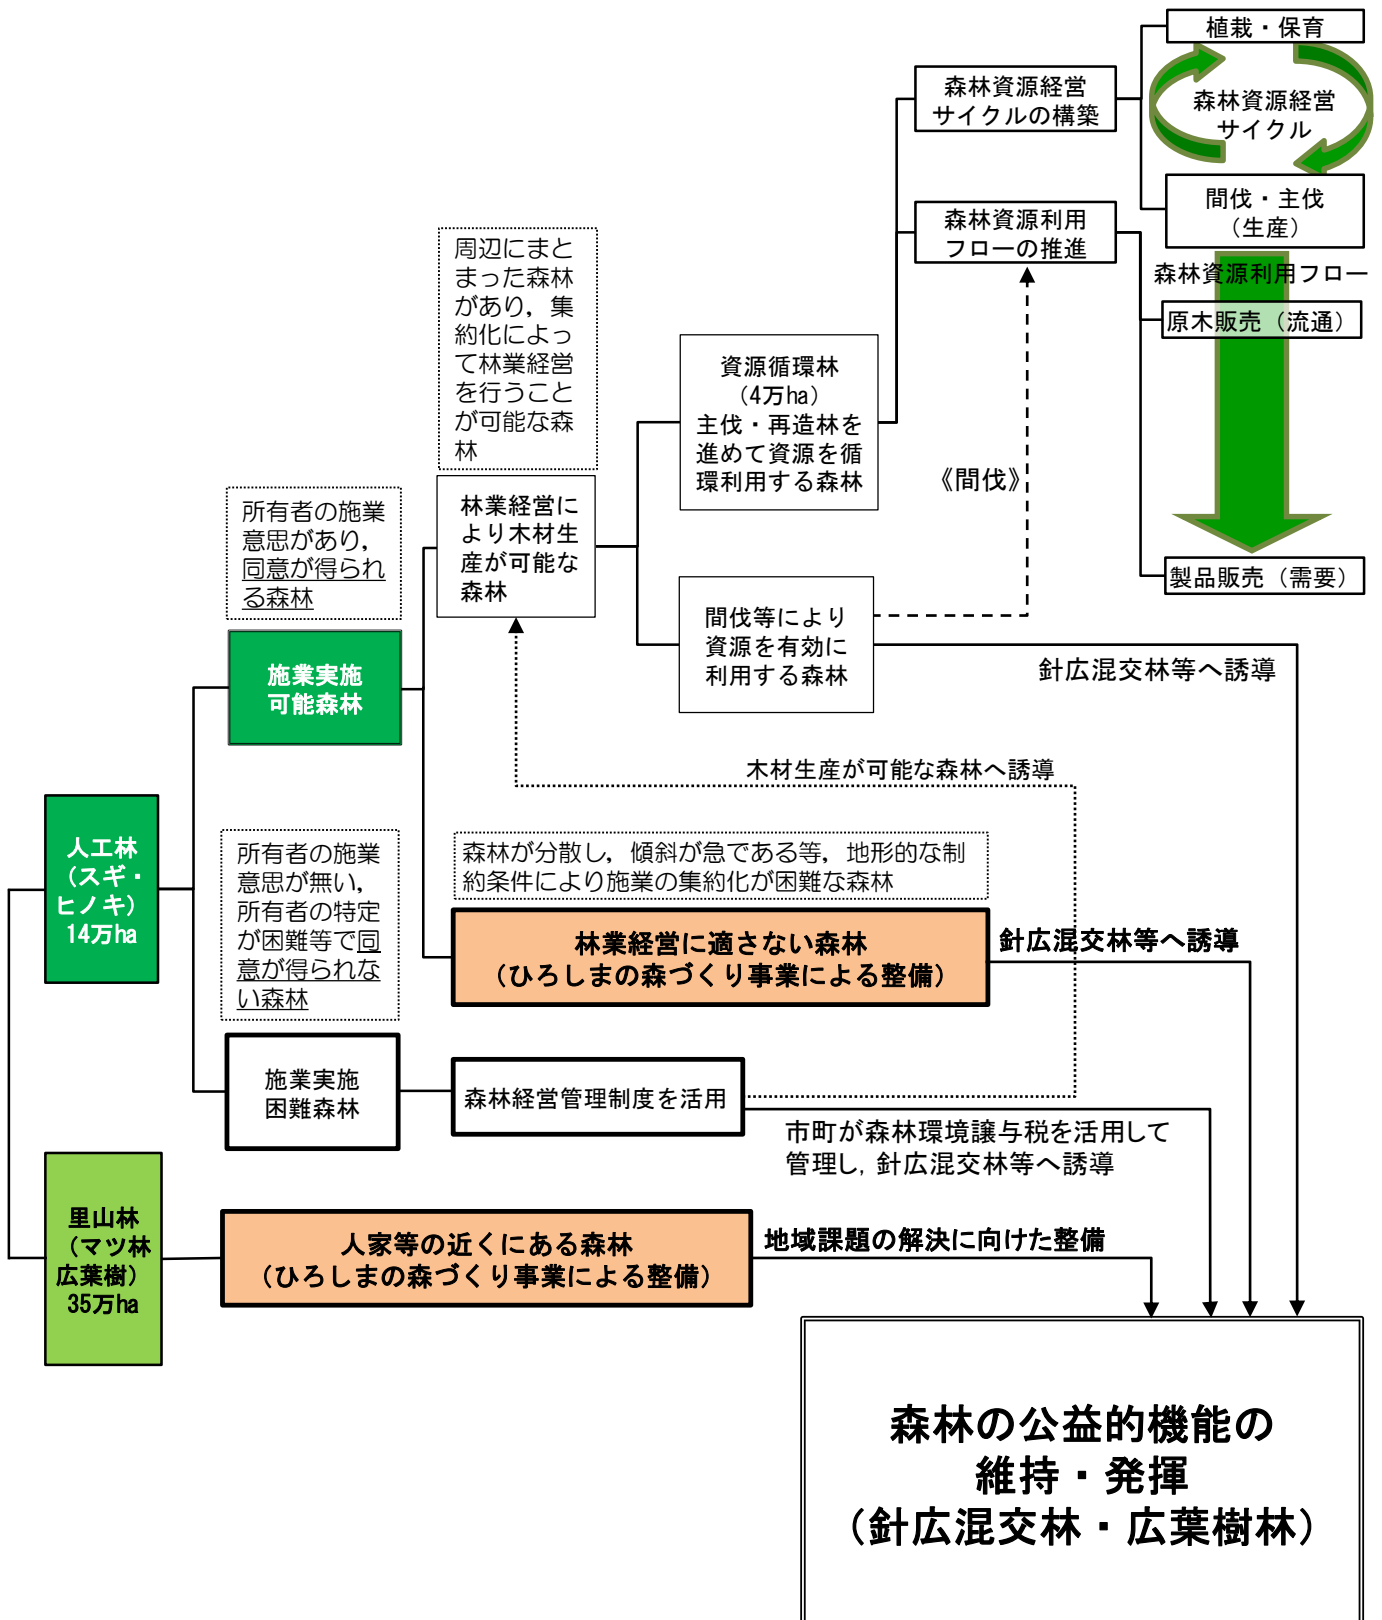 植栽・保育
森林資源経営
サイクルの構築
森林資源経営
サイクル
間伐・主伐
（生産）
森林資源利用
フローの推進
森林資源利用フロー
原木販売（流通）
製品販売（需要）
周辺にまと
まった森林
があり，集
約化によっ
て林業経営
を行うこと
が可能な森
林
資源循環林
（4万ha）
主伐・再造林を
進めて資源を循
環利用する森林
《間伐》
所有者の施業
意思があり，
同意が得られ
る森林
林業経営に
より木材生
産が可能な
森林
間伐等により
資源を有効に
利用する森林
針広混交林等へ誘導
施業実施
可能森林
木材生産が可能な森林へ誘導
人工林
（スギ・
ヒノキ）
14万ha
所有者の施業
意思が無い，
所有者の特定
が困難等で同
意が得られな
い森林
森林が分散し，傾斜が急である等，地形的な制
約条件により施業の集約化が困難な森林
林業経営に適さない森林
（ひろしまの森づくり事業による整備）
針広混交林等へ誘導
施業実施
困難森林
森林経営管理制度を活用
市町が森林環境譲与税を活用して
管理し，針広混交林等へ誘導
里山林
（マツ林
広葉樹）
35万ha
人家等の近くにある森林
（ひろしまの森づくり事業による整備）
地域課題の解決に向けた整備
森林の公益的機能の
維持・発揮
（針広混交林・広葉樹林）